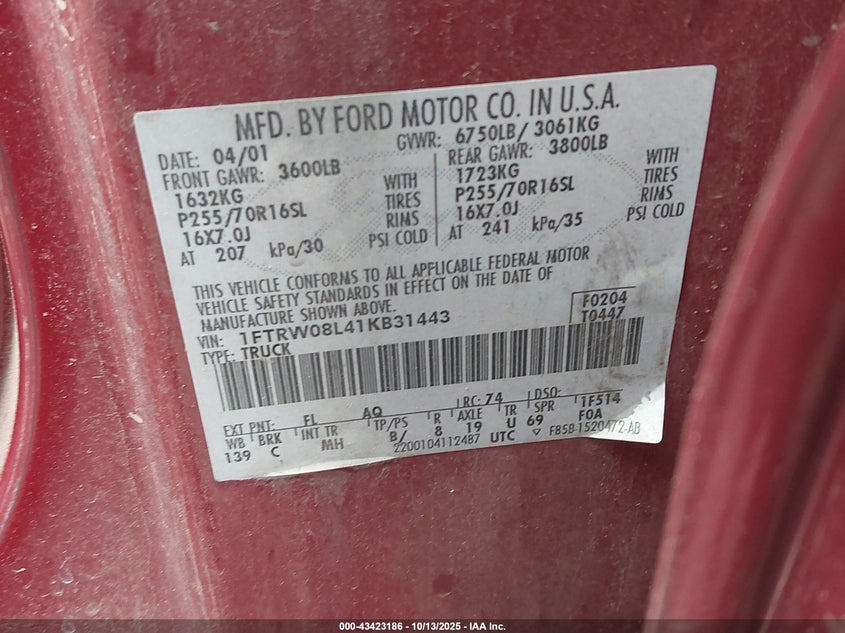 MFD. BY FORD MOTOR CO. IN U.S.A.
DATE: 04/01 GVWR: 6750LB/ 3061KG
FRONT GAWR: 3600LB REAR GAWR: 3800LB
1632KG WITH 1723KG WITH
P255/70R16SL TIRES P255/70R16SL TIRES
16X7.0J RIMS 16X7.0J RIMS
AT 207 kPa/30 PSI COLD AT 241 kPa/35 PSI COLD
THIS VEHICLE CONFORMS TO ALL APPLICABLE FEDERAL MOTOR
VEHICLE SAFETY STANDARDS IN EFFECT ON THE DATE OF
MANUFACTURE SHOWN ABOVE.
F0204
VIN: 1FTRW08L41KB31443 T0447
TYPE: TRUCK
EXT PNT: FL AQ RC: 74 DSO:
WB BRK INT TR TP/PS R AXLE TR SPR 1F514
139 C MH B/ 8 19 U 69 F0A
2200104112487 UTC ▽ F85B-1520472-AB
000-43423186 - 10/13/2025 - IAA Inc.